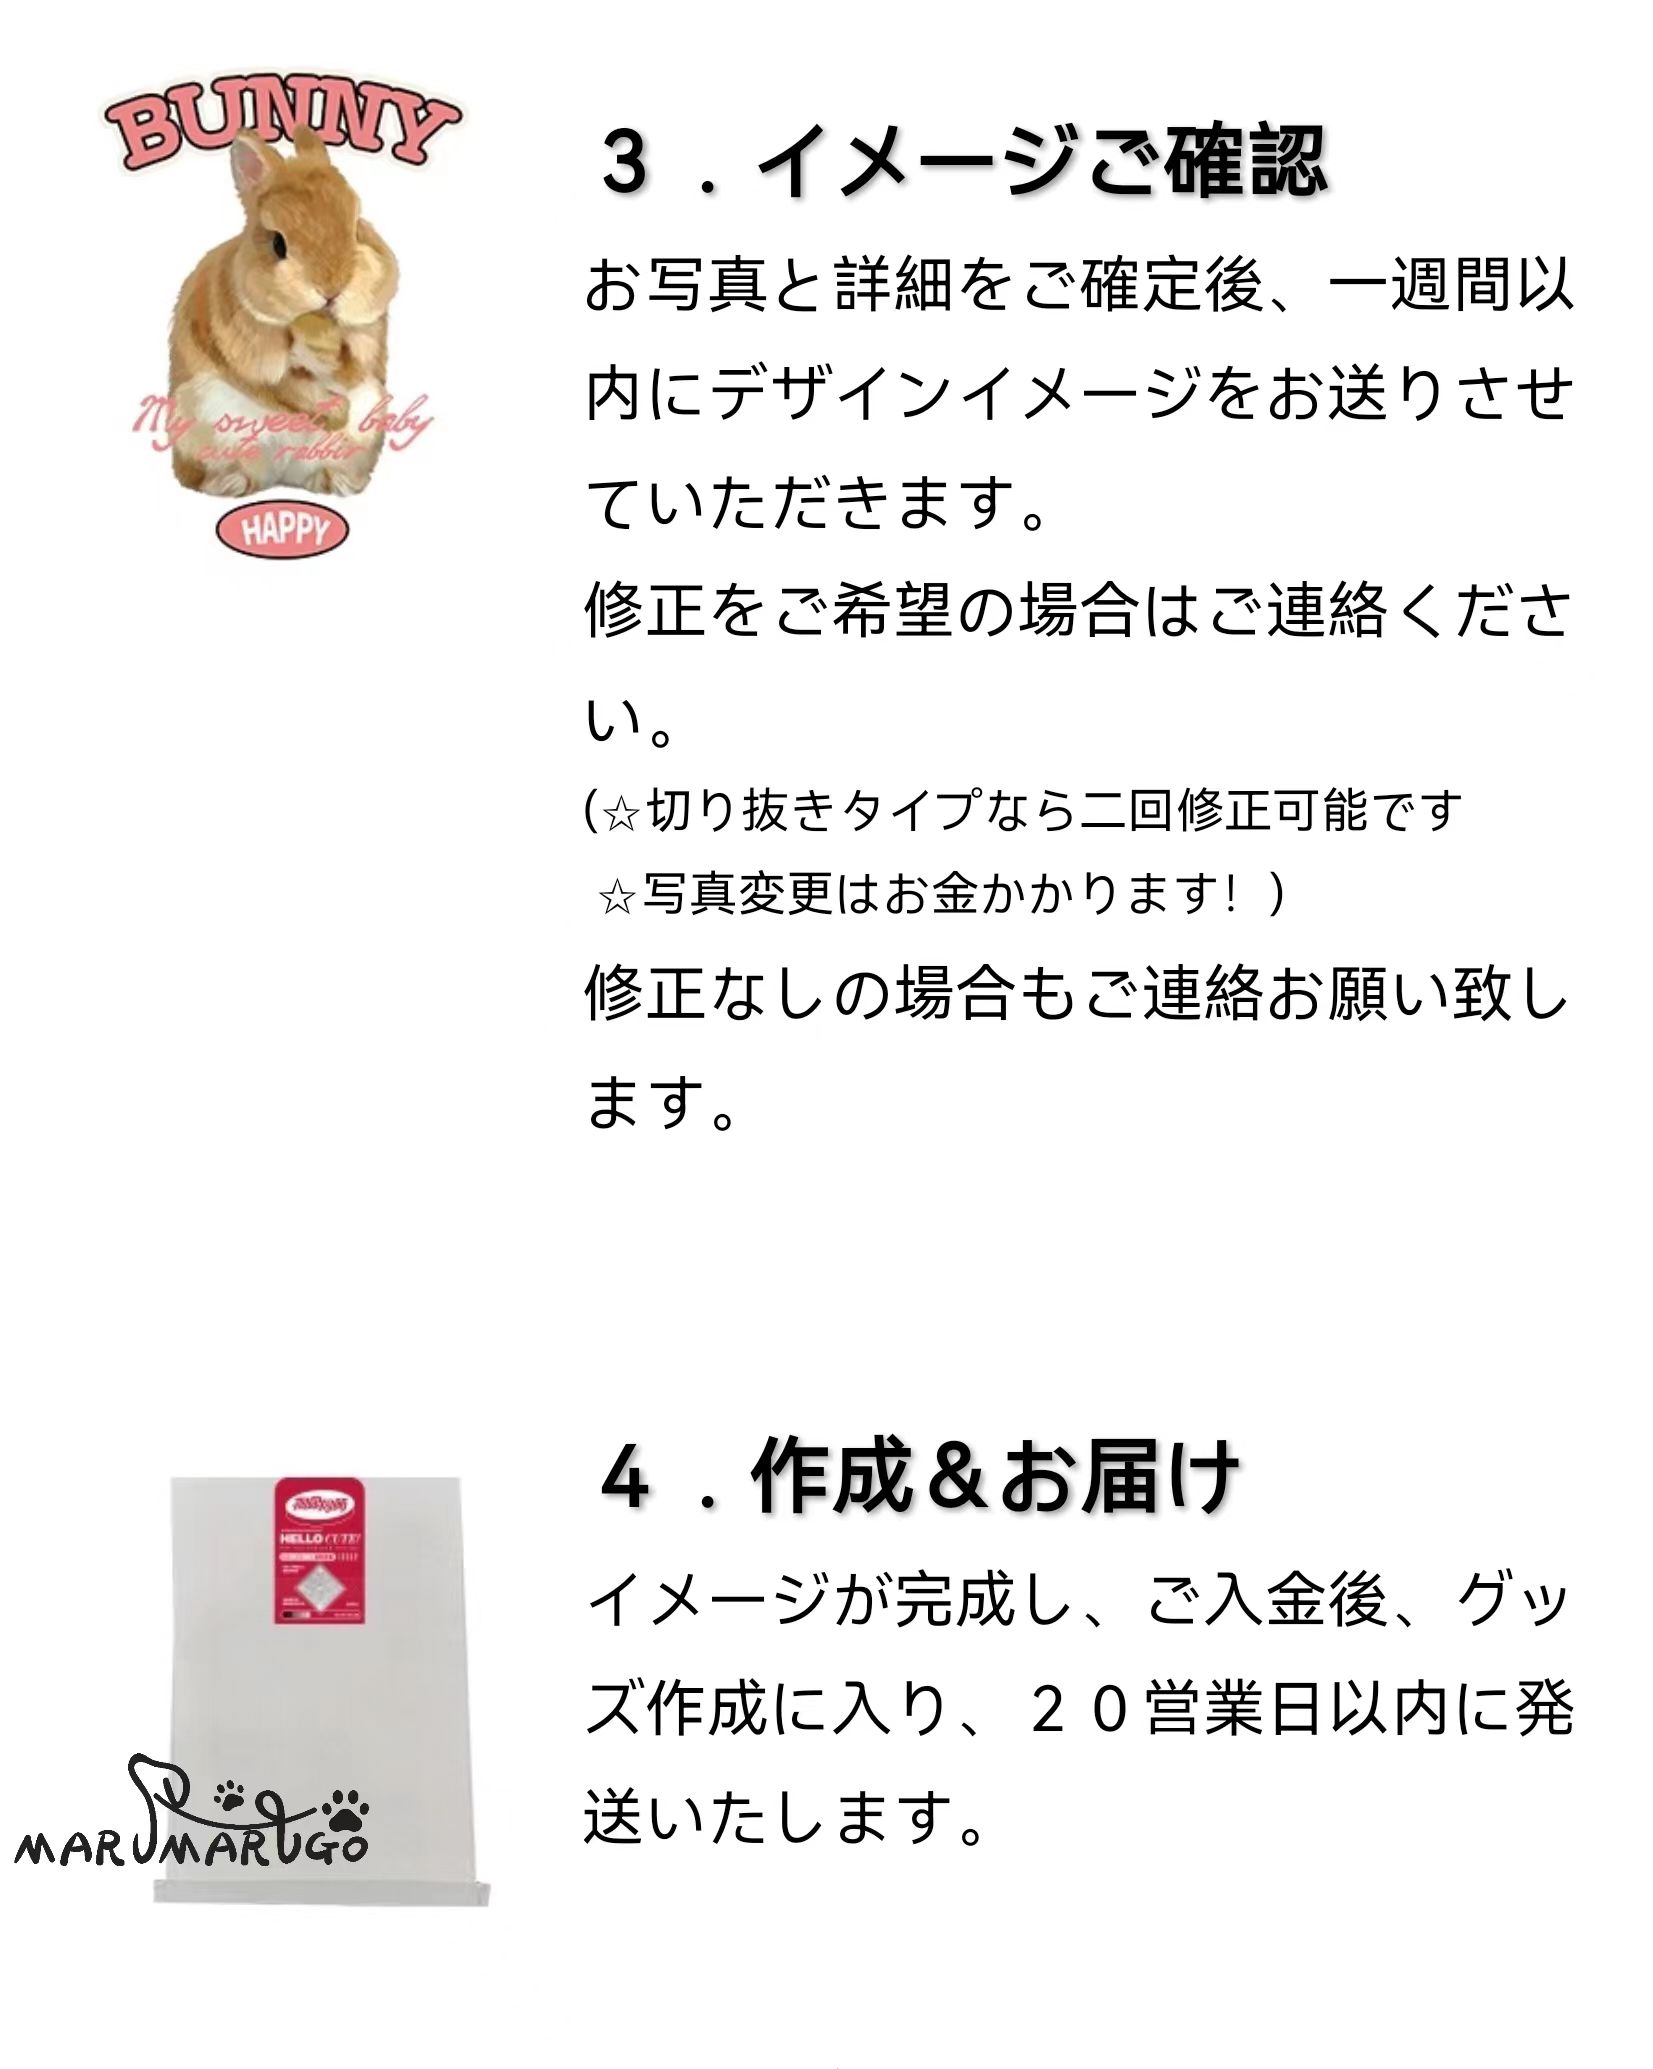 BUNNY
My sweet baby
cute rabbit
HAPPY
３．イメージご確認
お写真と詳細をご確定後、一週間以
内にデザインイメージをお送りさせ
ていただきます。
修正をご希望の場合はご連絡くださ
い。
(☆切り抜きタイプなら二回修正可能です
☆写真変更はお金かかります！)
修正なしの場合もご連絡お願い致し
ます。
４．作成＆お届け
イメージが完成し、ご入金後、グッ
ズ作成に入り、２０営業日以内に発
送いたします。
HELLO CUTE!
MARUMARUGO